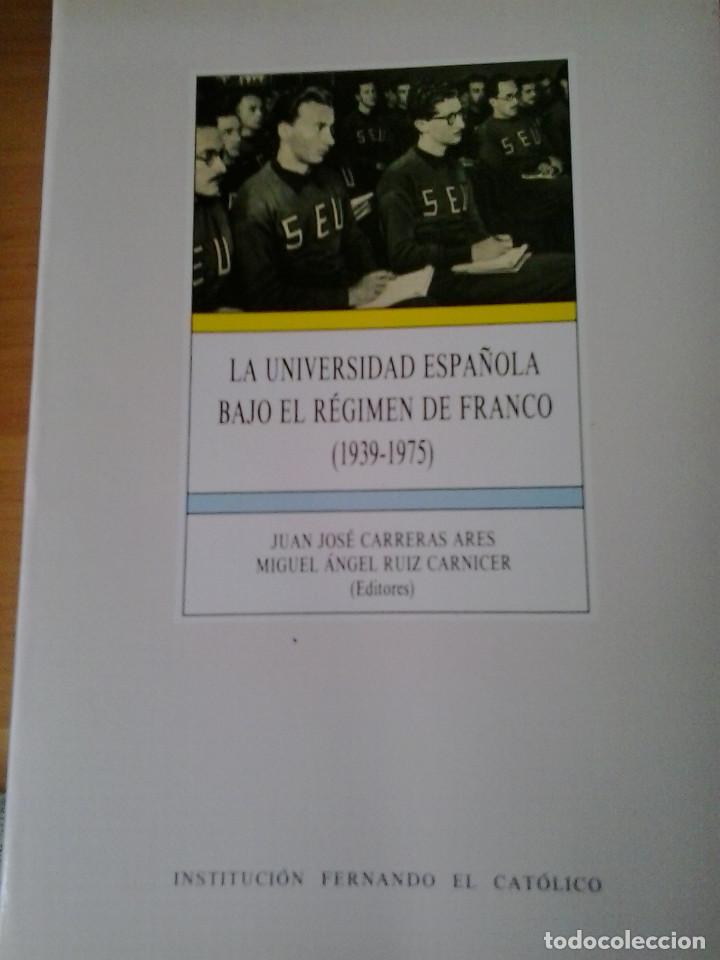 EU
SEU
SEU
SEU
LA UNIVERSIDAD ESPAÑOLA
BAJO EL RÉGIMEN DE FRANCO
(1939-1975)
JUAN JOSÉ CARRERAS ARES
MIGUEL ÁNGEL RUIZ CARNICER
(Editores)
INSTITUCIÓN FERNANDO EL CATÓLICO
todocoleccion